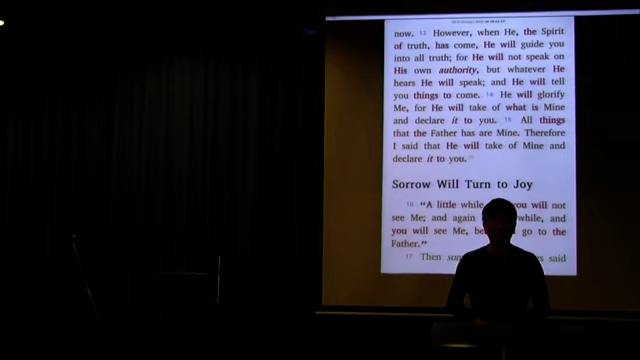 now. 13 However, when He, the Spirit
of truth, has come, He will guide you
into all truth; for He will not speak on
His own authority, but whatever He
hears He will speak; and He will tell
you things to come. 14 He will glorify
Me, for He will take of what is Mine
and declare it to you. 15 All things
that the Father has are Mine. Therefore
I said that He will take of Mine and
declare it to you.
Sorrow Will Turn to Joy
16 "A little while you will not
see Me; and again while, and
you will see Me, go to the
Father."
17 Then said